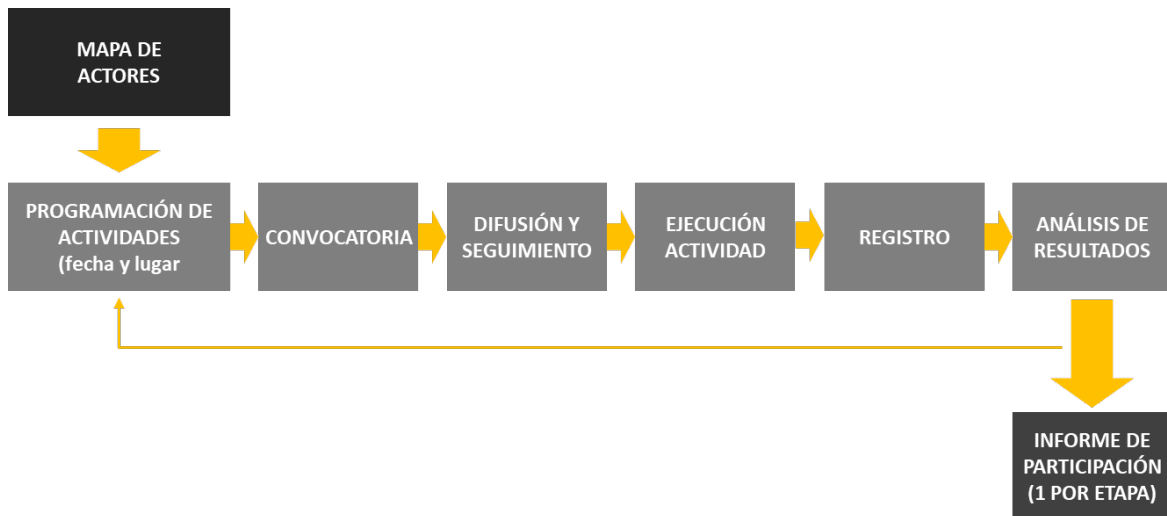 MAPA DE
ACTORES
PROGRAMACIÓN DE
ACTIVIDADES
(fecha y lugar
CONVOCATORIA
DIFUSIÓN Y
SEGUIMIENTO
EJECUCIÓN
ACTIVIDAD
REGISTRO
ANÁLISIS DE
RESULTADOS
INFORME DE
PARTICIPACIÓN
(1 POR ETAPA)